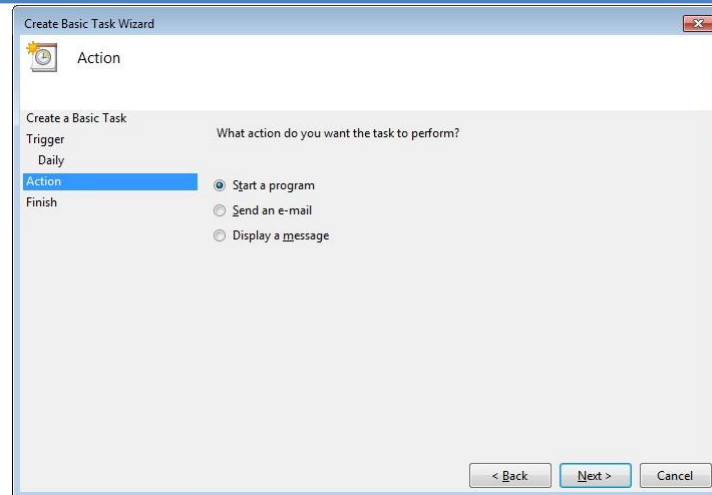 Create Basic Task Wizard
Action
Create a Basic Task
Trigger
Daily
Action
Finish
What action do you want the task to perform?
Start a program
Send an e-mail
Display a message
< Back
Next >
Cancel